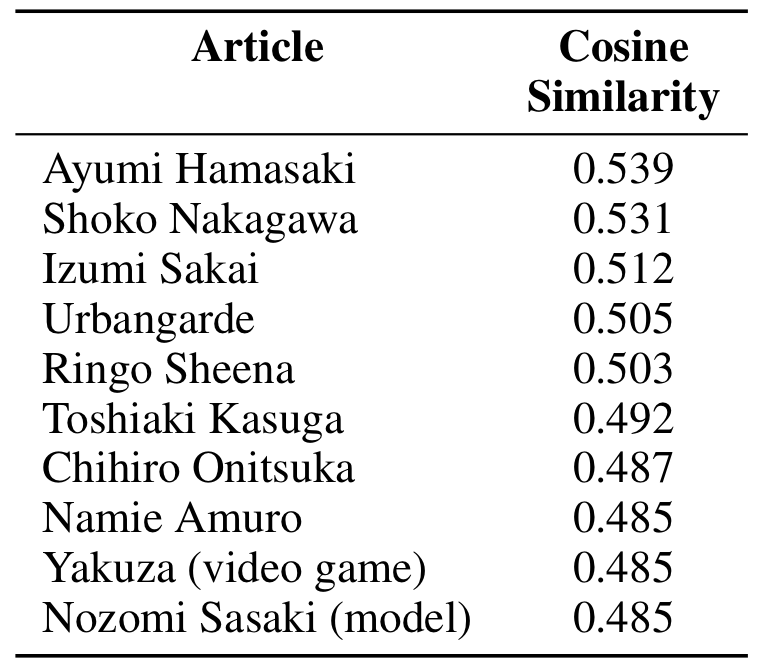 Article Cosine
Similarity
Ayumi Hamasaki 0.539
Shoko Nakagawa 0.531
Izumi Sakai 0.512
Urbangarde 0.505
Ringo Sheena 0.503
Toshiaki Kasuga 0.492
Chihiro Onitsuka 0.487
Namie Amuro 0.485
Yakuza (video game) 0.485
Nozomi Sasaki (model) 0.485